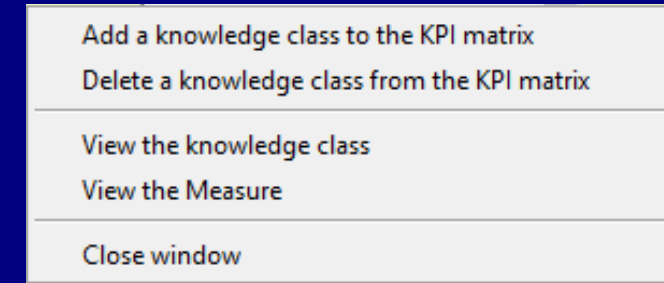 Add a knowledge class to the KPI matrix
Delete a knowledge class from the KPI matrix
View the knowledge class
View the Measure
Close window